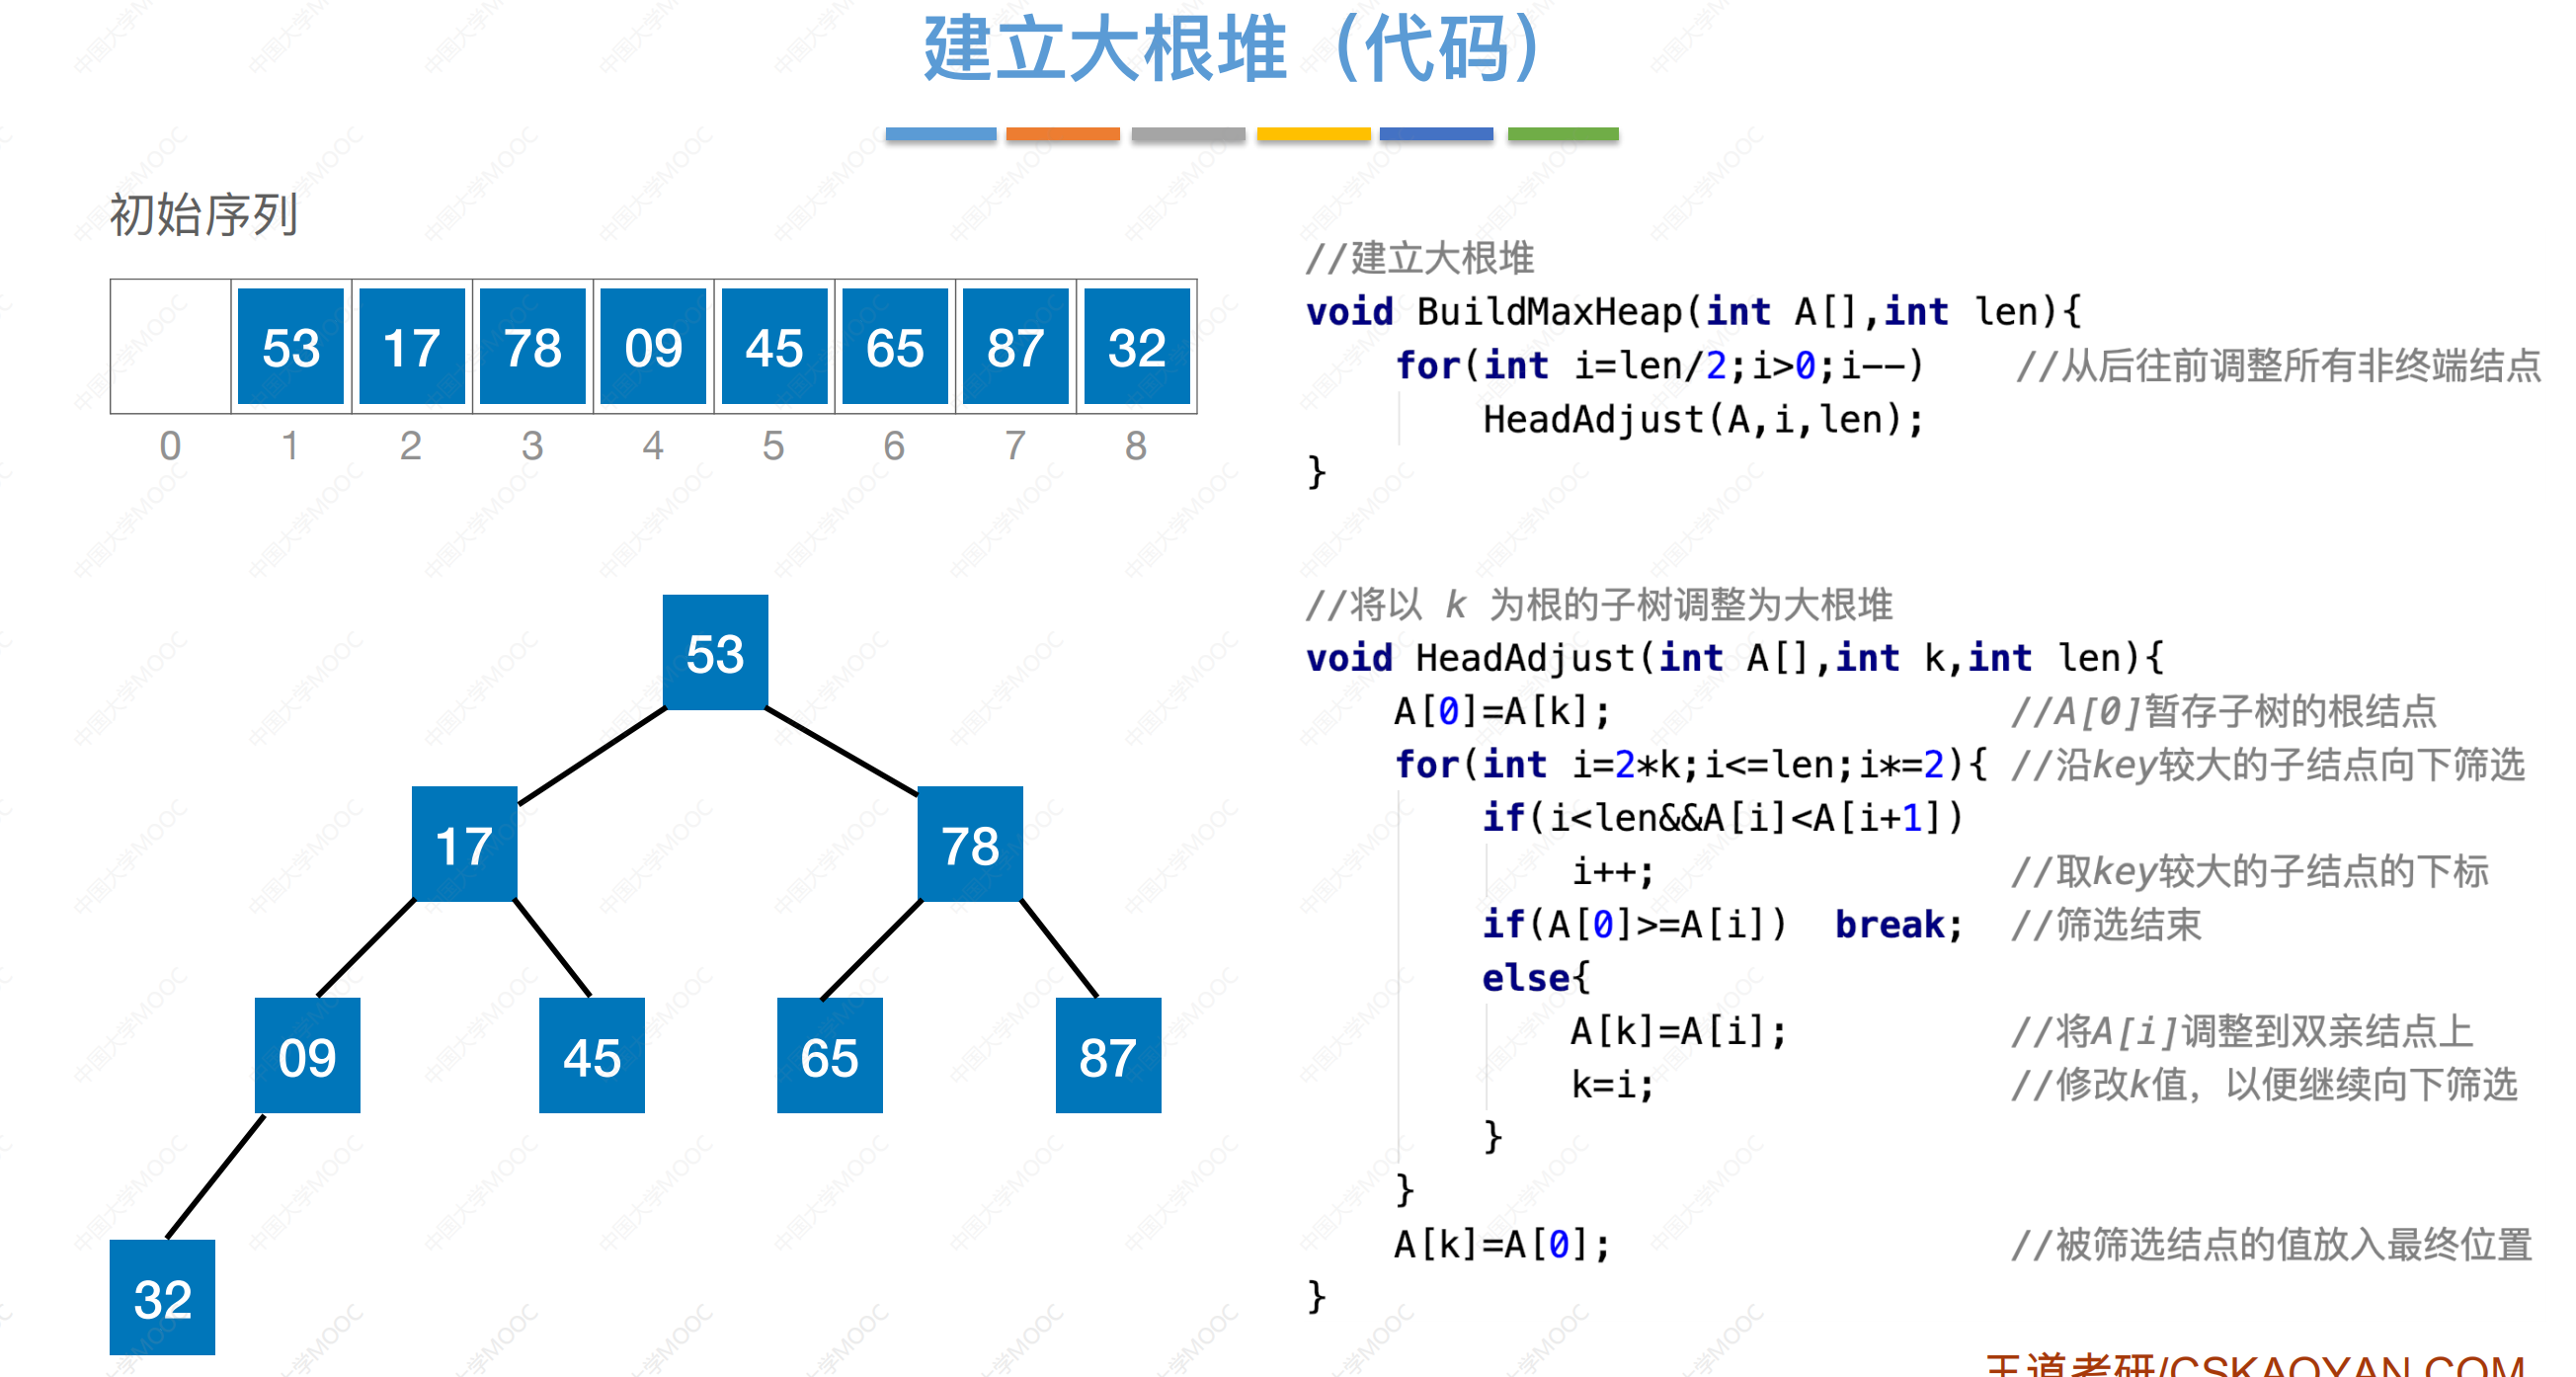 建立大根堆（代码）
初始序列
53 17 78 09 45 65 87 32
0 1 2 3 4 5 6 7 8
53
17 78
09 45 65 87
32
//建立大根堆
void BuildMaxHeap(int A[],int len){
for(int i=len/2;i>0;i--) //从后往前调整所有非终端结点
HeadAdjust(A,i,len);
}
//将以 k 为根的子树调整为大根堆
void HeadAdjust(int A[],int k,int len){
A[0]=A[k]; //A[0]暂存子树的根结点
for(int i=2*k;i<=len;i*=2){ //沿key较大的子结点向下筛选
if(i<len&&A[i]<A[i+1])
i++; //取key较大的子结点的下标
if(A[0]>=A[i]) break; //筛选结束
else{
A[k]=A[i]; //将A[i]调整到双亲结点上
k=i; //修改k值，以便继续向下筛选
}
}
A[k]=A[0]; //被筛选结点的值放入最终位置
}
王道考研/CSKAOYAN.COM
中国大学MOOC